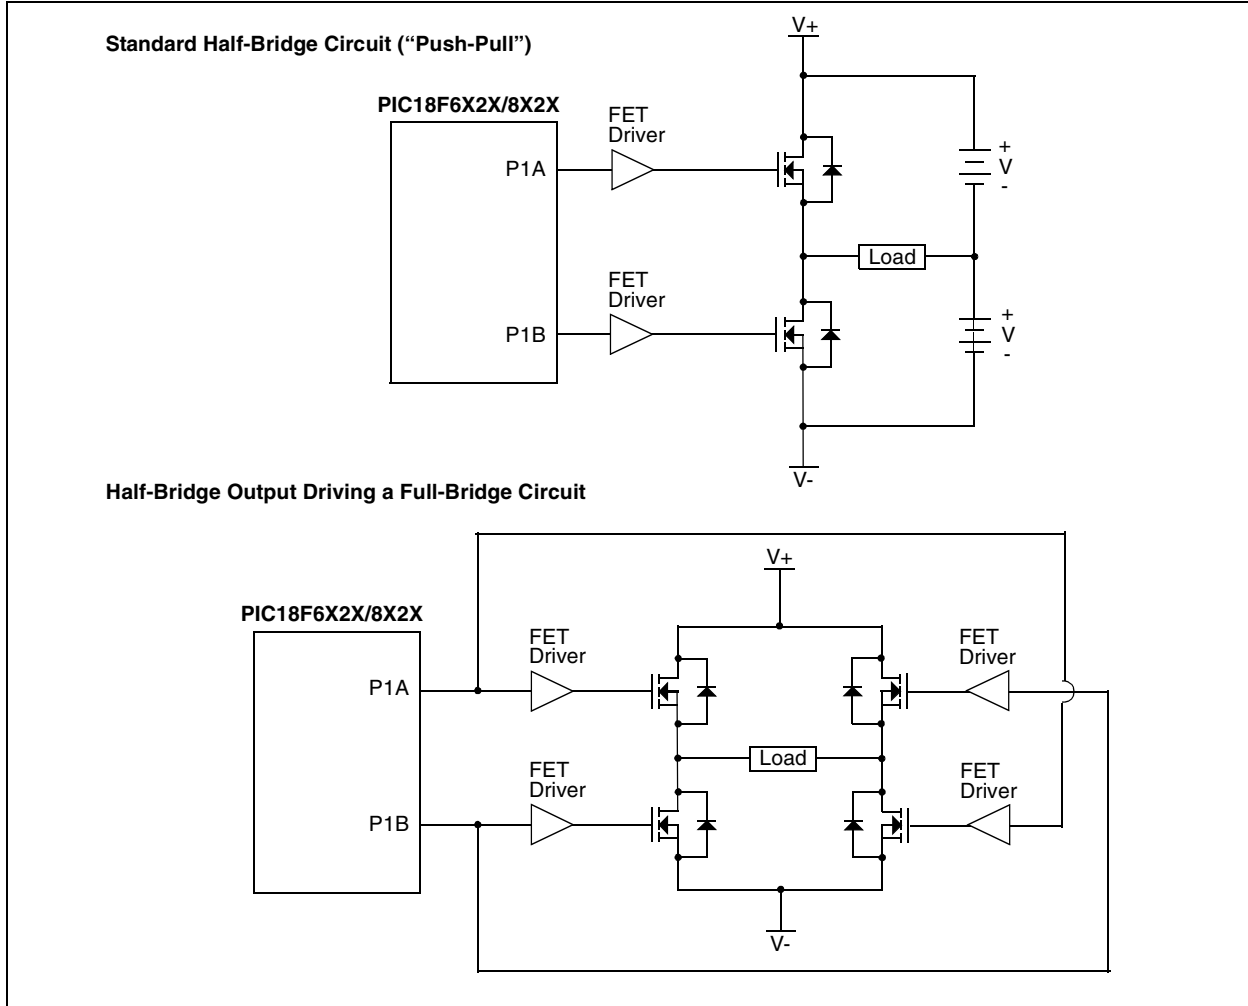 Standard Half-Bridge Circuit (“Push-Pull”)
V+
PIC18F6X2X/8X2X
FET
Driver
P1A
+
V
-
Load
FET
Driver
P1B
+
V
-
V-
Half-Bridge Output Driving a Full-Bridge Circuit
V+
PIC18F6X2X/8X2X
FET
Driver
FET
Driver
P1A
Load
FET
Driver
FET
Driver
P1B
V-